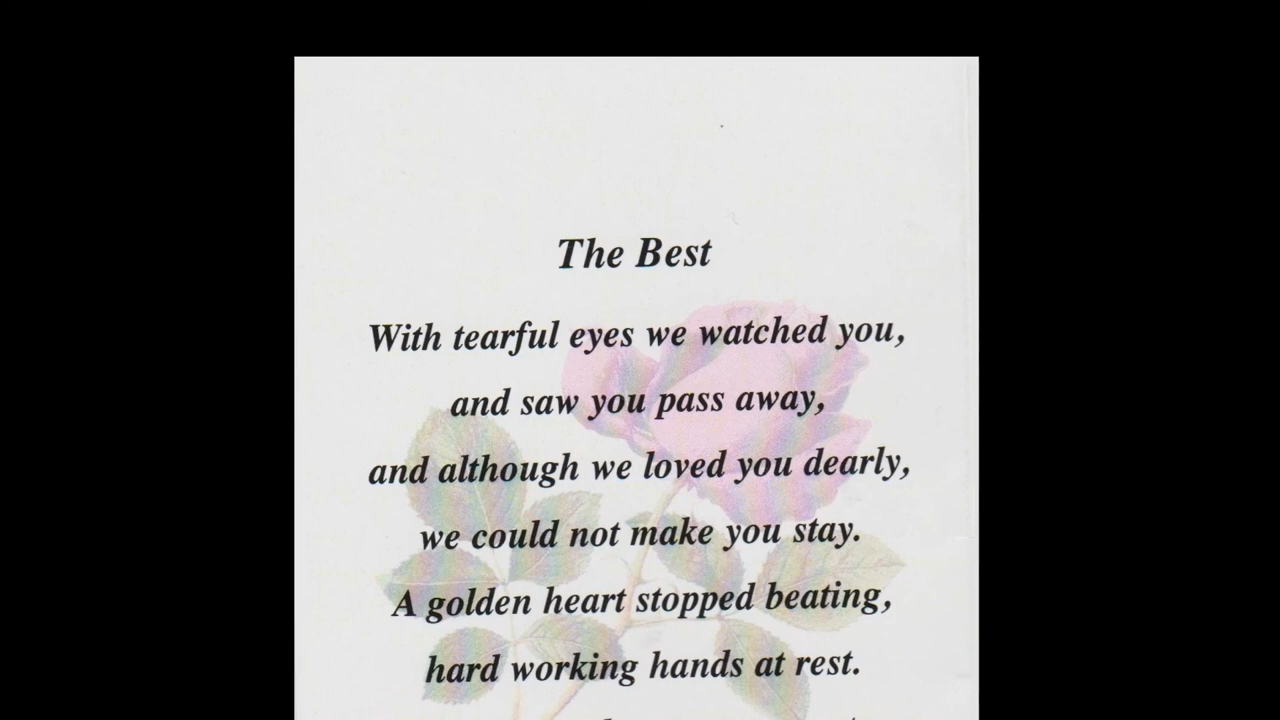 The Best
With tearful eyes we watched you,
and saw you pass away,
and although we loved you dearly,
we could not make you stay.
A golden heart stopped beating,
hard working hands at rest.